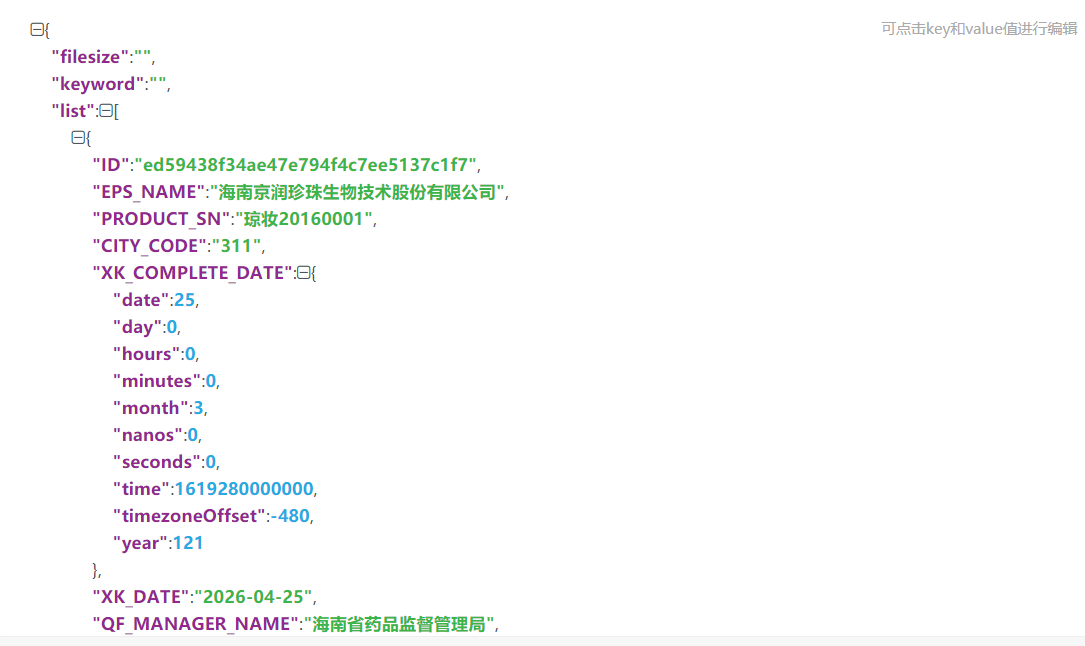 {
可点击key和value值进行编辑
"filesize":"",
"keyword":"",
"list":[
{
"ID":"ed59438f34ae47e794f4c7ee5137c1f7",
"EPS_NAME":"海南京润珍珠生物技术股份有限公司",
"PRODUCT_SN":"琼妆20160001",
"CITY_CODE":"311",
"XK_COMPLETE_DATE":{
"date":25,
"day":0,
"hours":0,
"minutes":0,
"month":3,
"nanos":0,
"seconds":0,
"time":1619280000000,
"timezoneOffset":-480,
"year":121
},
"XK_DATE":"2026-04-25",
"QF_MANAGER_NAME":"海南省药品监督管理局",